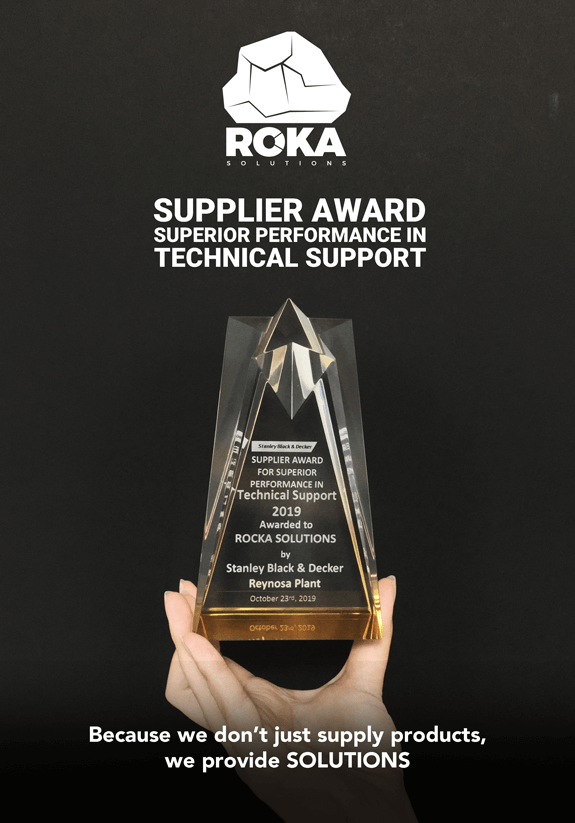 ROKA
SOLUTIONS
SUPPLIER AWARD
SUPERIOR PERFORMANCE IN
TECHNICAL SUPPORT
Stanley Black & Decker
SUPPLIER AWARD
FOR SUPERIOR
PERFORMANCE IN
Technical Support
2019
Awarded to
ROCKA SOLUTIONS
by
Stanley Black & Decker
Reynosa Plant
October 23rd, 2019
Because we don't just supply products,
we provide SOLUTIONS